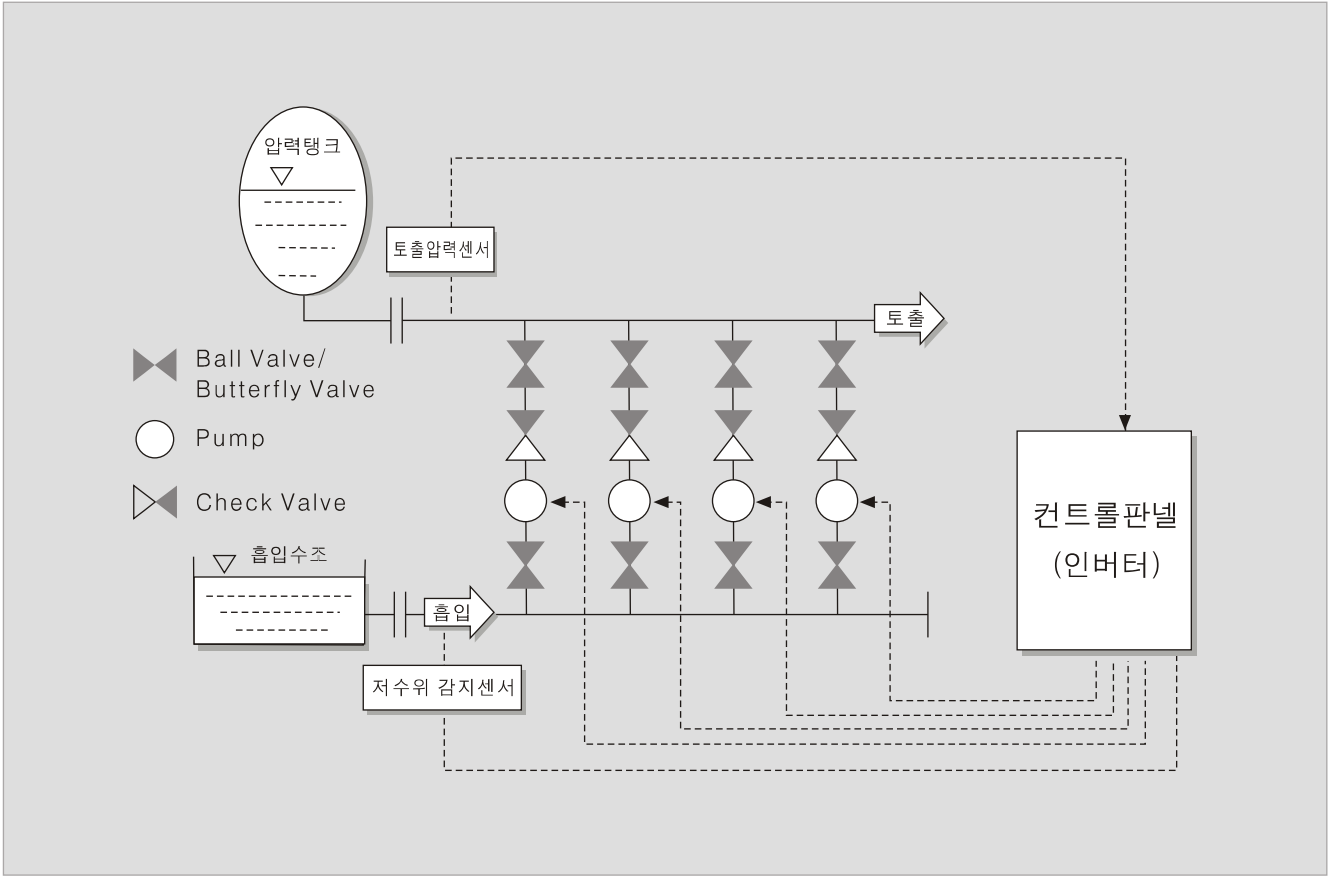 압력탱크
토출압력센서
토출
Ball Valve/
Butterfly Valve
Pump
Check Valve
컨트롤판넬
(인버터)
흡입수조
흡입
저수위 감지센서